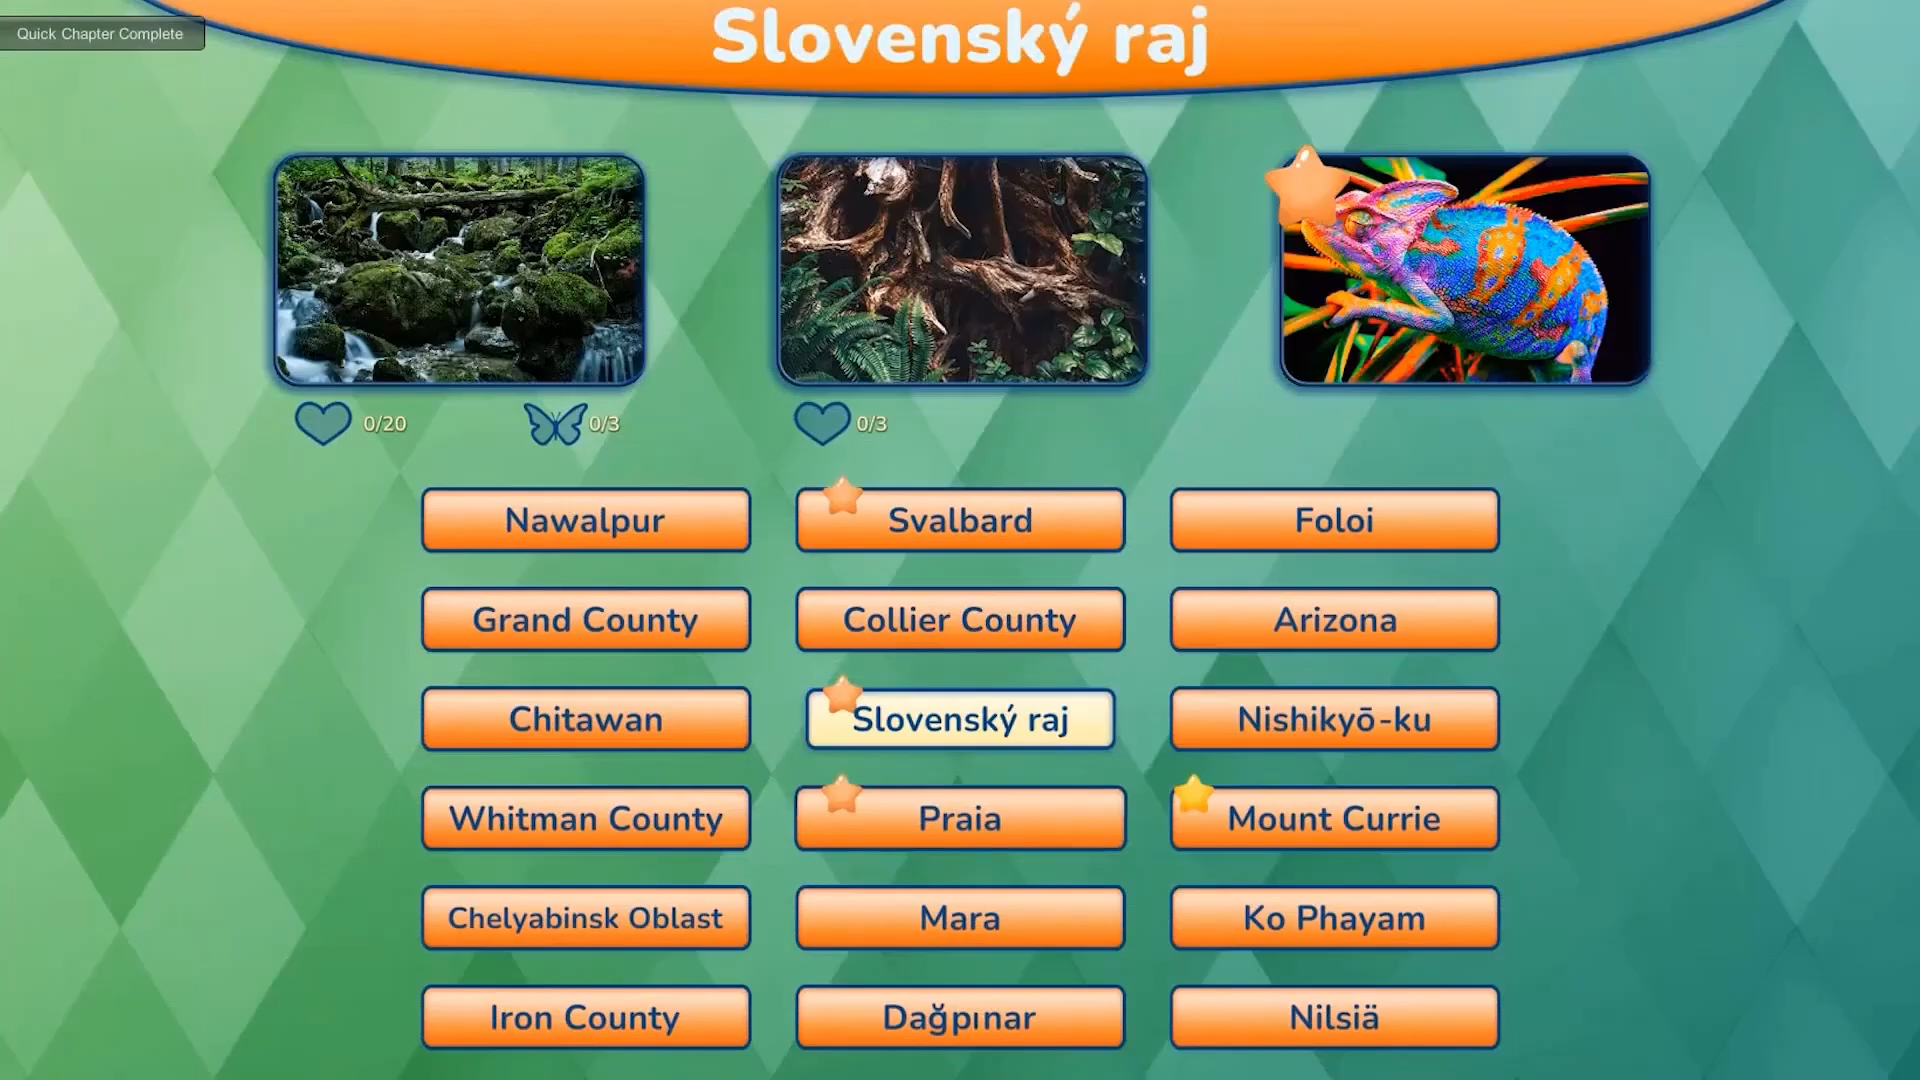 Quick Chapter Complete
Slovenský raj
0/20
0/3
0/3
Nawalpur
Svalbard
Foloi
Grand County
Collier County
Arizona
Chitawan
Slovenský raj
Nishikyō-ku
Whitman County
Praia
Mount Currie
Chelyabinsk Oblast
Mara
Ko Phayam
Iron County
Dağpınar
Nilsiä